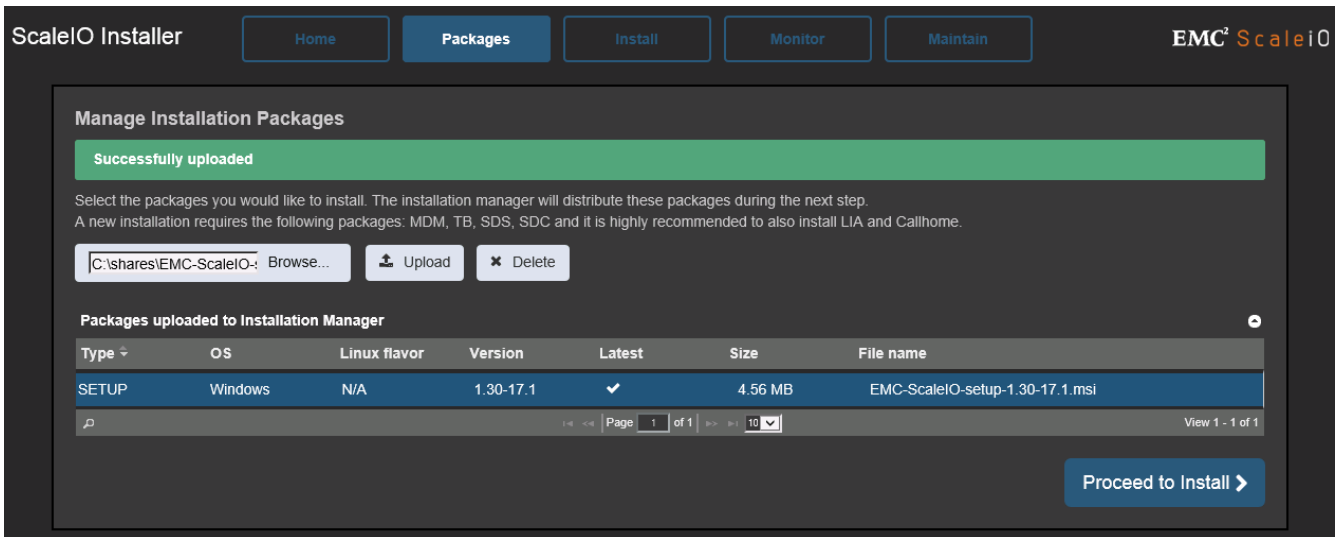 ScaleIO Installer
Home
Packages
Install
Monitor
Maintain
EMC² ScaleiO
Manage Installation Packages
Successfully uploaded
Select the packages you would like to install. The installation manager will distribute these packages during the next step.
A new installation requires the following packages: MDM, TB, SDS, SDC and it is highly recommended to also install LIA and Callhome.
C:\shares\EMC-ScaleIO-s Browse... Upload Delete
Packages uploaded to Installation Manager
Type OS Linux flavor Version Latest Size File name
SETUP Windows N/A 1.30-17.1 4.56 MB EMC-ScaleIO-setup-1.30-17.1.msi
Page 1 of 1 10 View 1 - 1 of 1
Proceed to Install